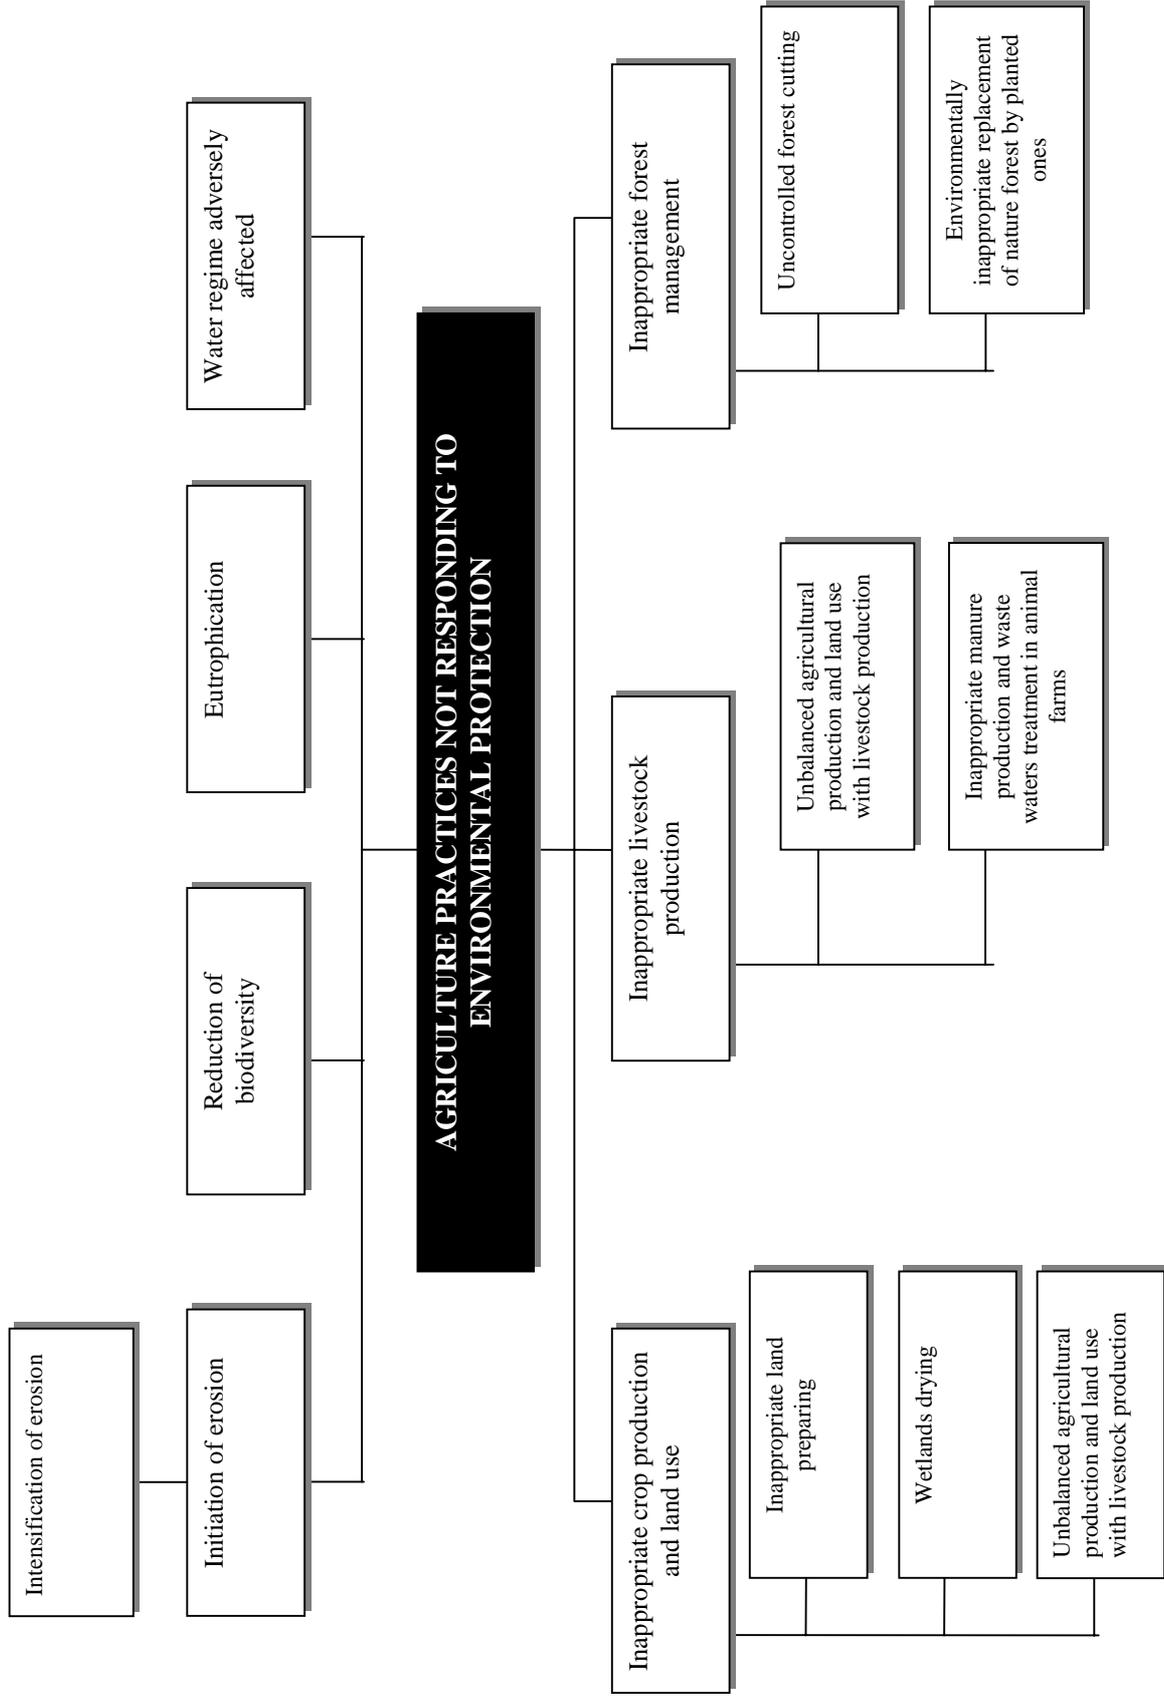 Intensification of erosion
Initiation of erosion
Reduction of
biodiversity
Eutrophication
Water regime adversely
affected
AGRICULTURE PRACTICES NOT RESPONDING TO
ENVIRONMENTAL PROTECTION
Inappropriate crop production
and land use
Inappropriate land
preparing
Wetlands drying
Unbalanced agricultural
production and land use
with livestock production
Inappropriate livestock
production
Unbalanced agricultural
production and land use
with livestock production
Inappropriate manure
production and waste
waters treatment in animal
farms
Inappropriate forest
management
Uncontrolled forest cutting
Environmentally
inappropriate replacement
of nature forest by planted
ones